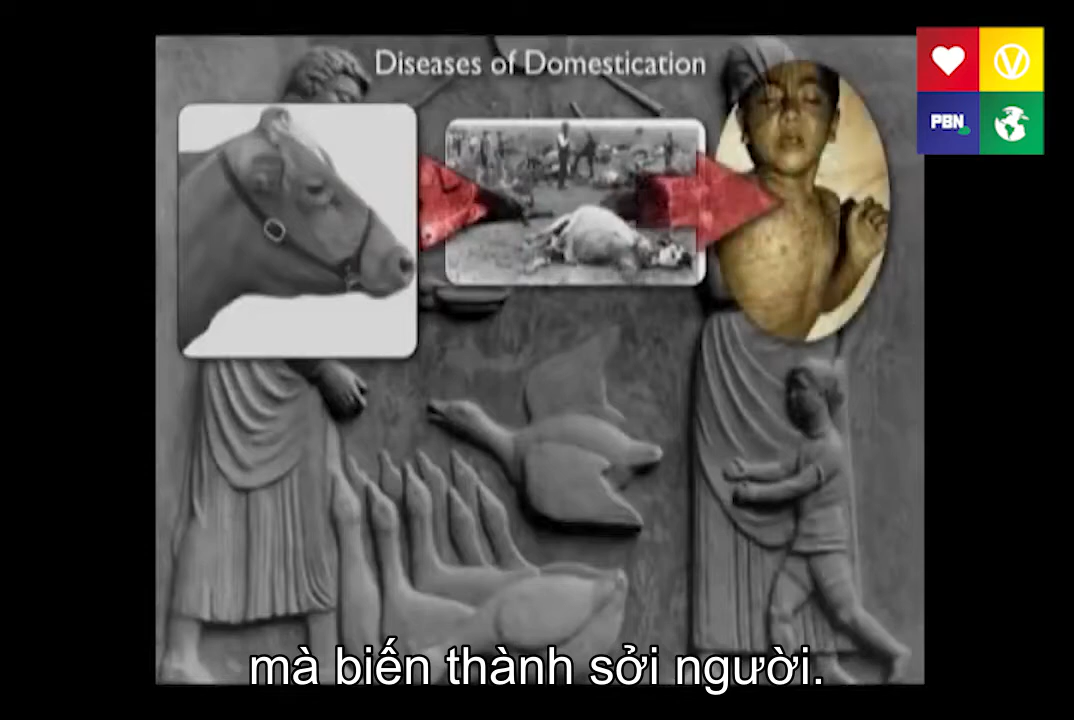 Diseases of Domestication
PBN
V
mà biến thành sởi người.